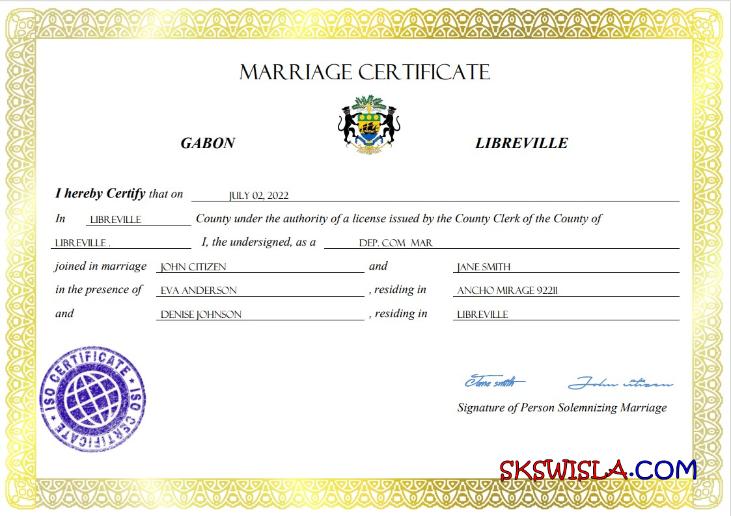 MARRIAGE CERTIFICATE
GABON LIBREVILLE
I hereby Certify that on JULY 02, 2022
In LIBREVILLE County under the authority of a license issued by the County Clerk of the County of
LIBREVILLE , I, the undersigned, as a DEP. COM MAR
joined in marriage JOHN CITIZEN and JANE SMITH
in the presence of EVA ANDERSON , residing in ANCHO MIRAGE 92211
and DENISE JOHNSON , residing in LIBREVILLE
ISO CERTIFICATE * ISO CERTIFICATE *
Jane smith John citizen
Signature of Person Solemnizing Marriage
SKSWISLA.COM